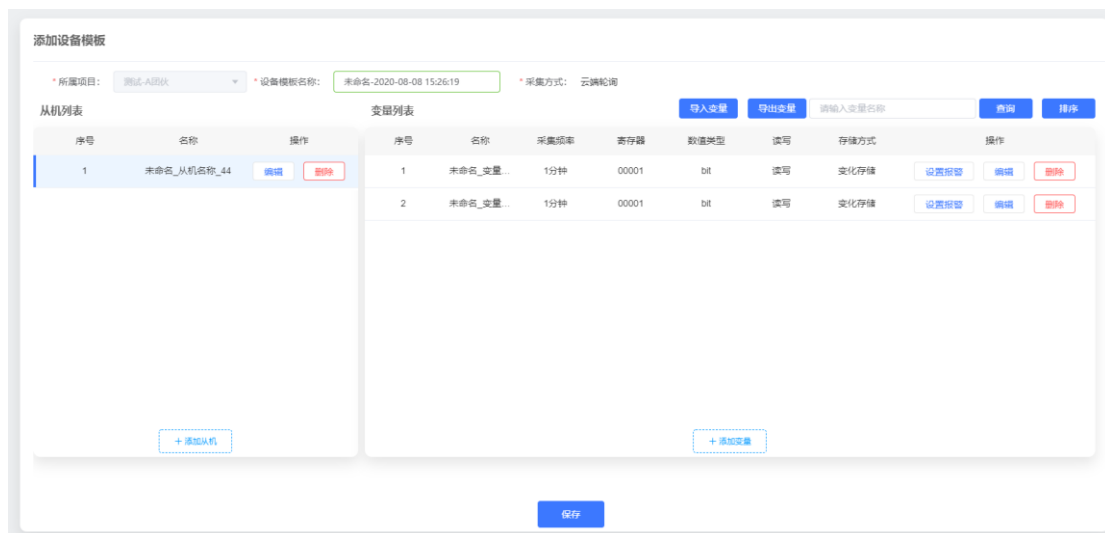 添加设备模板
* 所属项目： 测试-A团伙 * 设备模板名称： 未命名-2020-08-08 15:26:19 * 采集方式： 云端轮询
从机列表 变量列表 导入变量 导出变量 请输入变量名称 查询 排序
序号 名称 操作 序号 名称 采集频率 寄存器 数值类型 读写 存储方式 操作
1 未命名_从机名称_44 编辑 删除 1 未命名_变量... 1分钟 00001 bit 读写 变化存储 设置报警 编辑 删除
2 未命名_变量... 1分钟 00001 bit 读写 变化存储 设置报警 编辑 删除
+ 添加从机 + 添加变量
保存